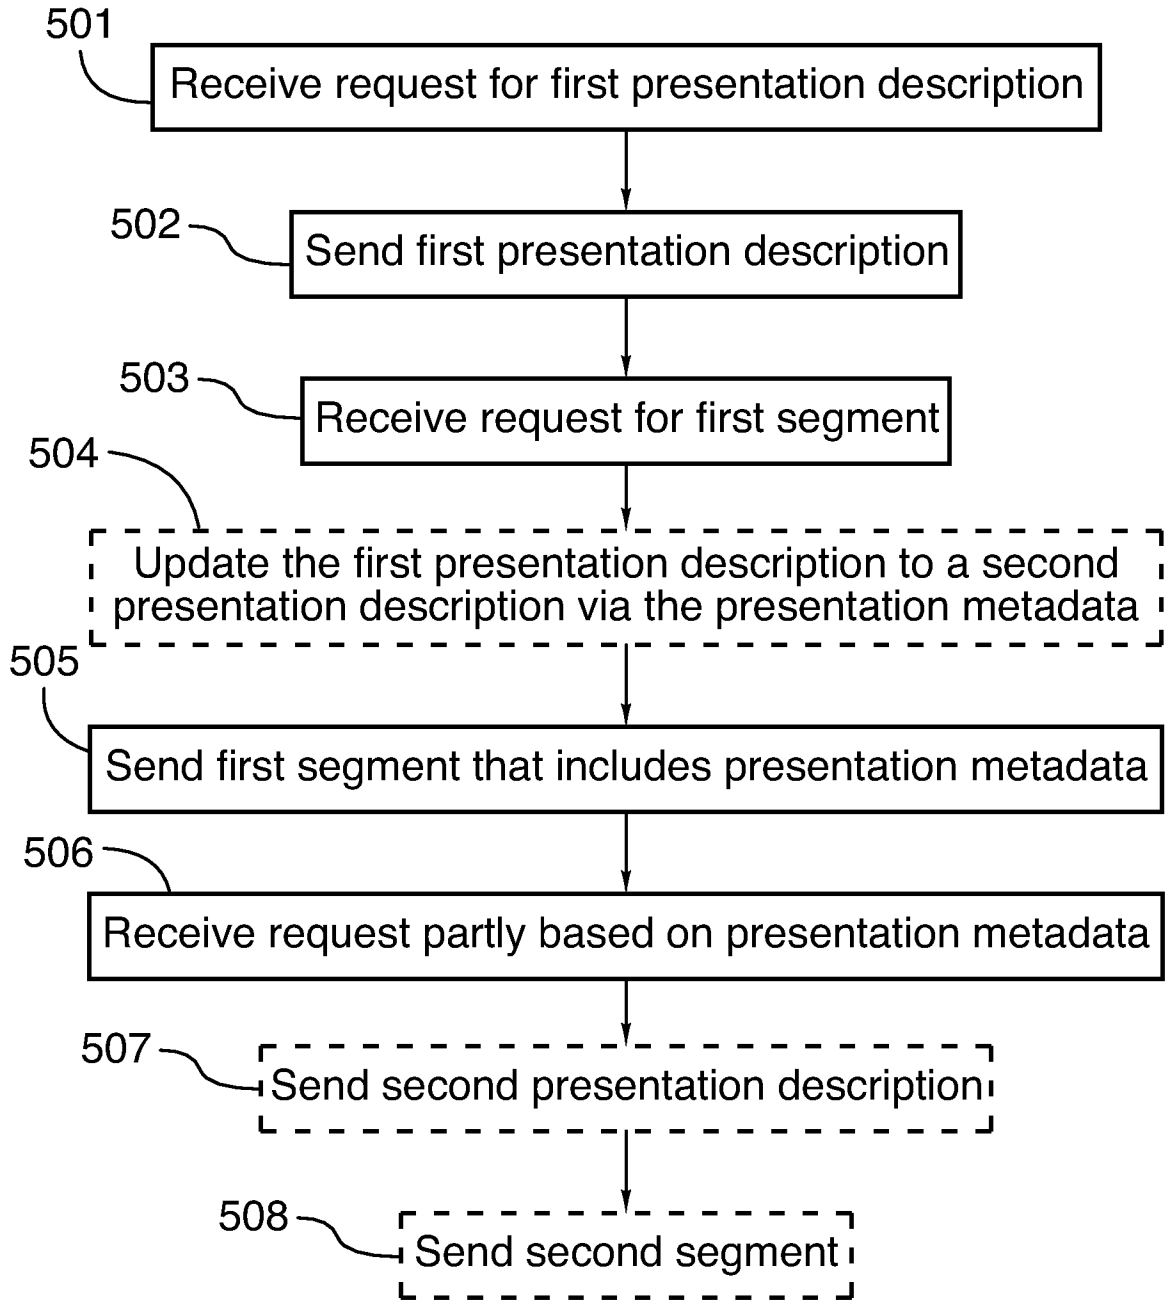 501
Receive request for first presentation description
502
Send first presentation description
503
Receive request for first segment
504
Update the first presentation description to a second
presentation description via the presentation metadata
505
Send first segment that includes presentation metadata
506
Receive request partly based on presentation metadata
507
Send second presentation description
508
Send second segment